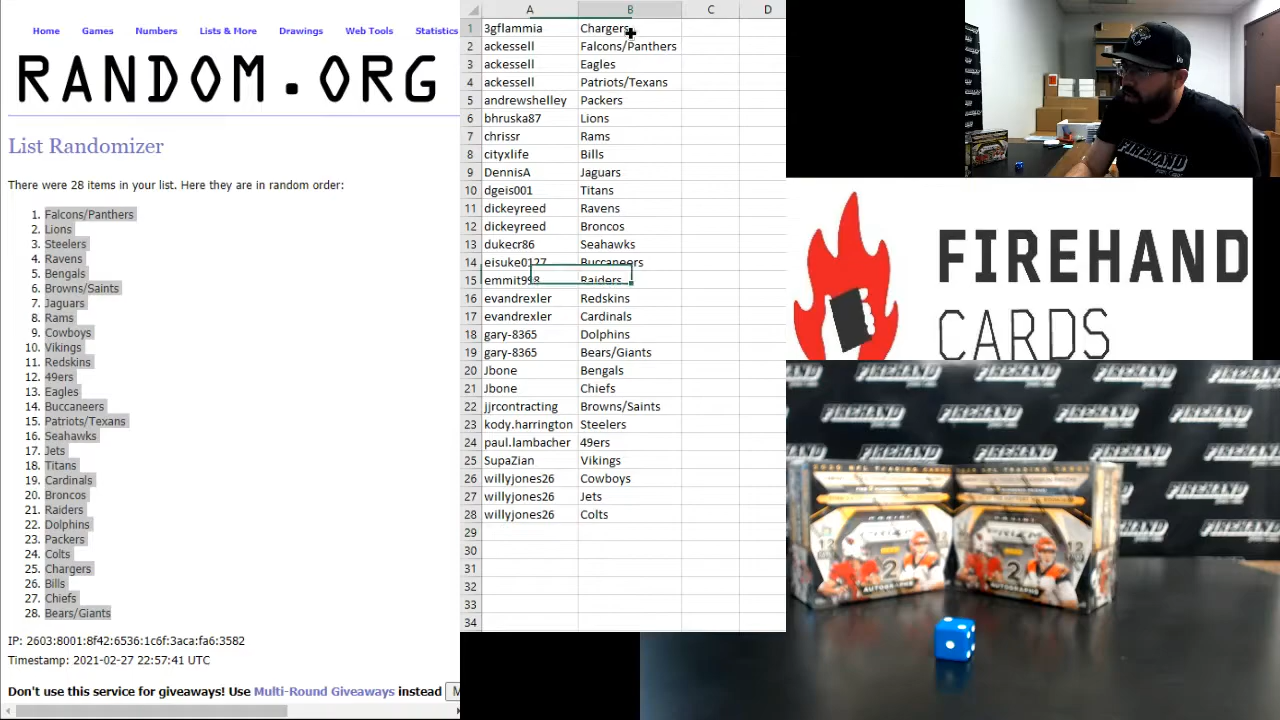 Home Games Numbers Lists & More Drawings Web Tools Statistics
RANDOM.ORG
List Randomizer
There were 28 items in your list. Here they are in random order:
1. Falcons/Panthers
2. Lions
3. Steelers
4. Ravens
5. Bengals
6. Browns/Saints
7. Jaguars
8. Rams
9. Cowboys
10. Vikings
11. Redskins
12. 49ers
13. Eagles
14. Buccaneers
15. Patriots/Texans
16. Seahawks
17. Jets
18. Titans
19. Cardinals
20. Broncos
21. Raiders
22. Dolphins
23. Packers
24. Colts
25. Chargers
26. Bills
27. Chiefs
28. Bears/Giants
IP: 2603:8001:8f42:6536:1c6f:3aca:fa6:3582
Timestamp: 2021-02-27 22:57:41 UTC
Don't use this service for giveaways! Use Multi-Round Giveaways instead
A B C D
1 3gflammia Chargers
2 ackessell Falcons/Panthers
3 ackessell Eagles
4 ackessell Patriots/Texans
5 andrewshelley Packers
6 bhruska87 Lions
7 chrissr Rams
8 cityxlife Bills
9 DennisA Jaguars
10 dgeis001 Titans
11 dickeyreed Ravens
12 dickeyreed Broncos
13 dukecr86 Seahawks
14 eisuke0127 Buccaneers
15 emmit998 Raiders
16 evandrexler Redskins
17 evandrexler Cardinals
18 gary-8365 Dolphins
19 gary-8365 Bears/Giants
20 Jbone Bengals
21 Jbone Chiefs
22 jjrcontracting Browns/Saints
23 kody.harrington Steelers
24 paul.lambacher 49ers
25 SupaZian Vikings
26 willyjones26 Cowboys
27 willyjones26 Jets
28 willyjones26 Colts
29
30
31
32
33
34
FIREHAND
FIREHAND
CARDS
FIREHAND
PRIZM
2
AUTOGRAPHS
PRIZM
2
AUTOGRAPHS